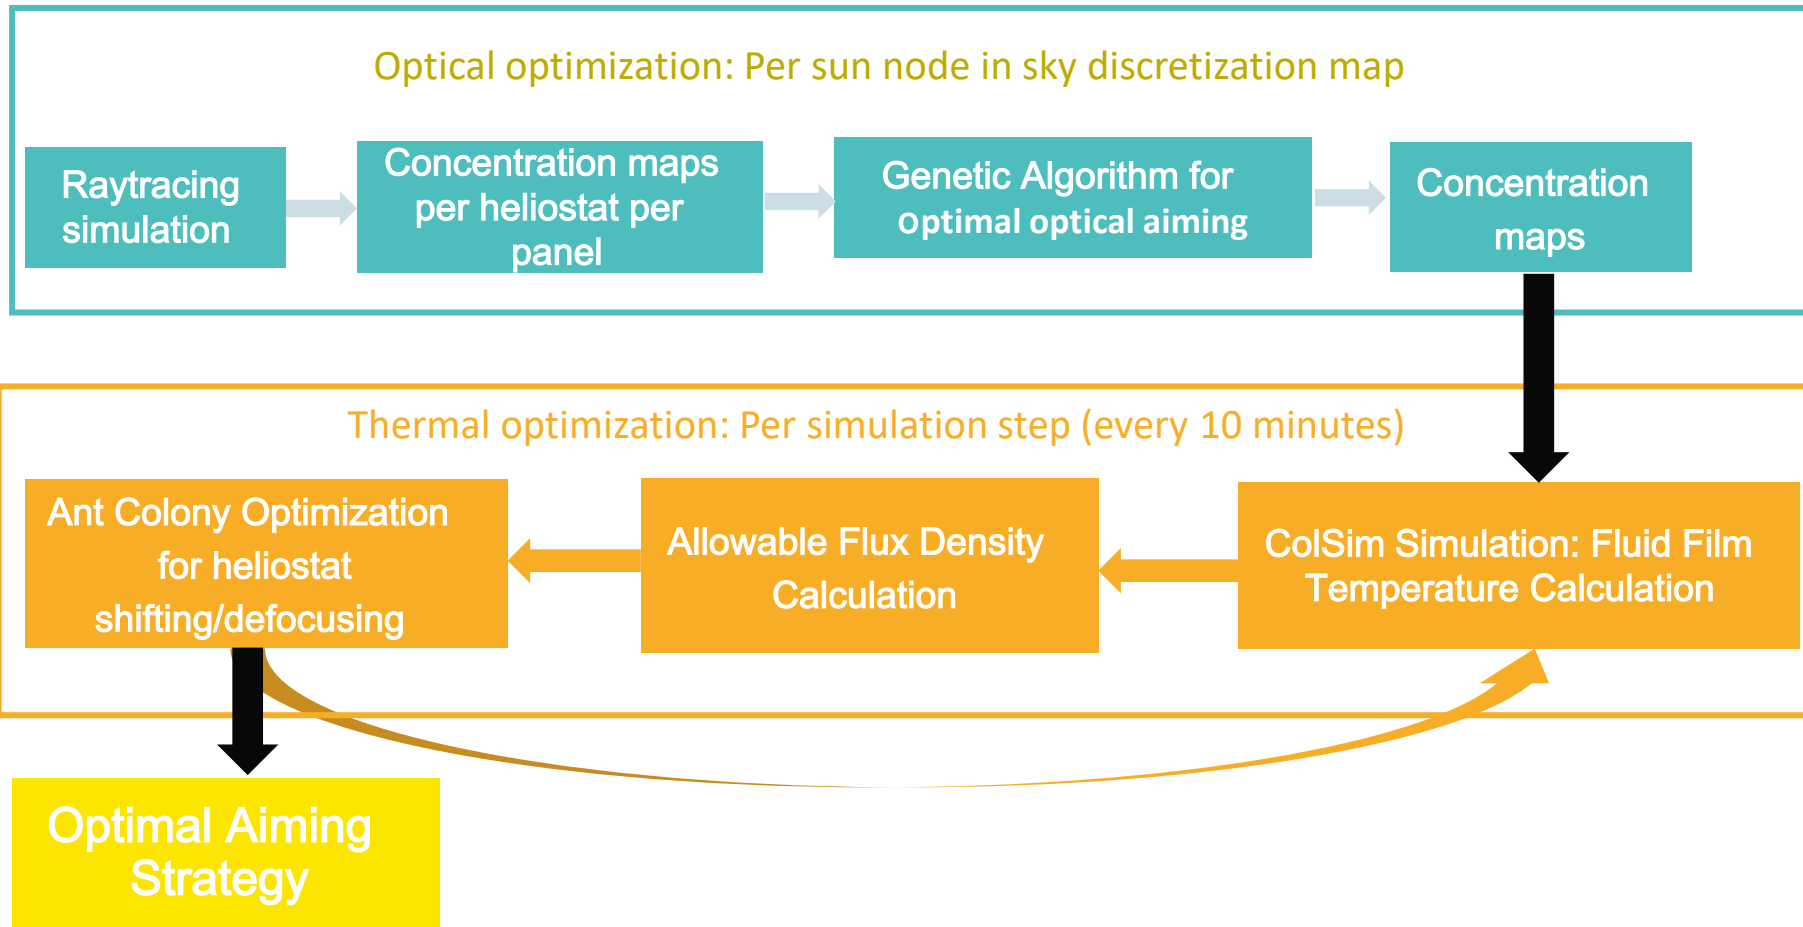 Optical optimization: Per sun node in sky discretization map
Raytracing
simulation
Concentration maps
per heliostat per
panel
Genetic Algorithm for
Optimal optical aiming
Concentration
maps
Thermal optimization: Per simulation step (every 10 minutes)
Ant Colony Optimization
for heliostat
shifting/defocusing
Allowable Flux Density
Calculation
ColSim Simulation: Fluid Film
Temperature Calculation
Optimal Aiming
Strategy